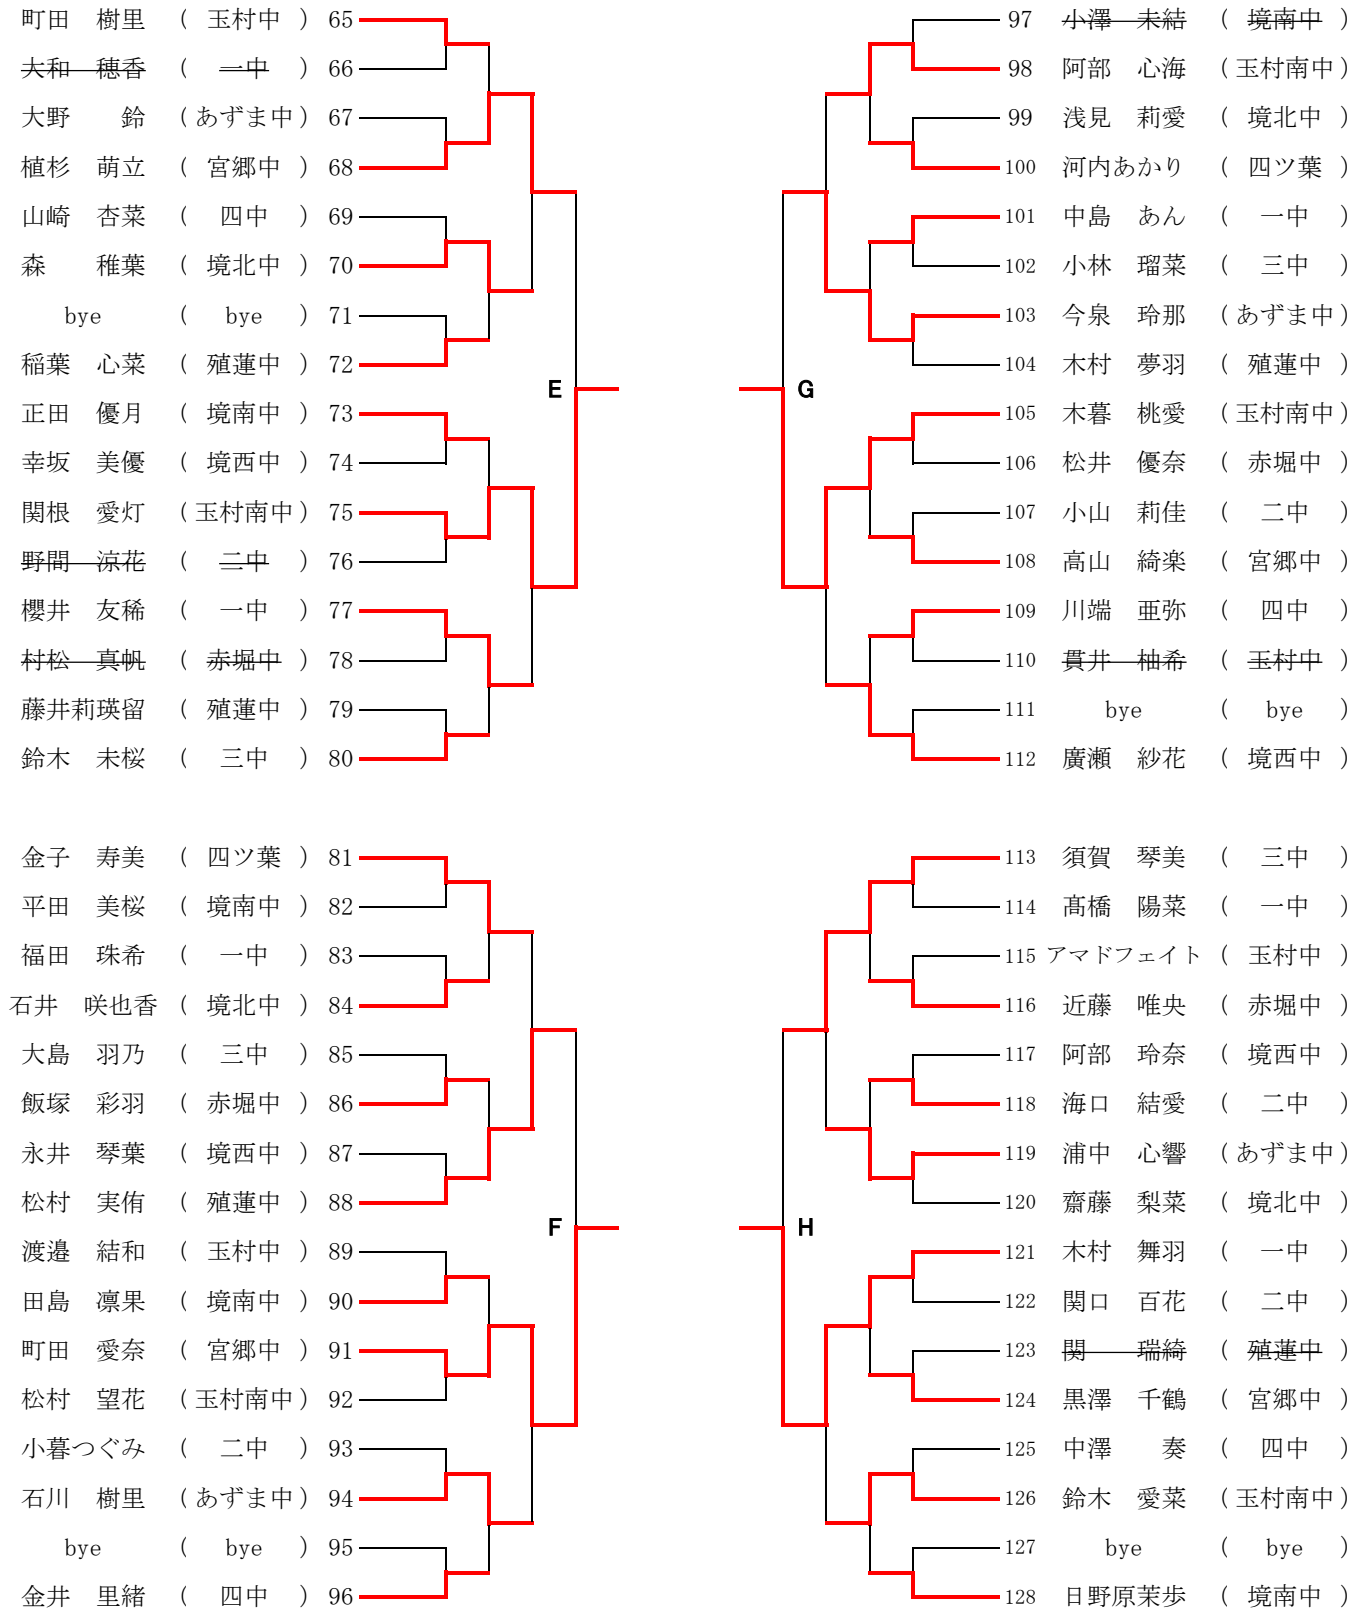 町田 樹里 ( 玉村中 ) 65
大和 穂香 ( 一中 ) 66
大野 鈴 (あずま中) 67
植杉 萌立 ( 宮郷中 ) 68
山崎 杏菜 ( 四中 ) 69
森 稚葉 ( 境北中 ) 70
bye ( bye ) 71
稲葉 心菜 ( 殖蓮中 ) 72
E
正田 優月 ( 境南中 ) 73
幸坂 美優 ( 境西中 ) 74
関根 愛灯 (玉村南中) 75
野間 涼花 ( 二中 ) 76
櫻井 友稀 ( 一中 ) 77
村松 真帆 ( 赤堀中 ) 78
藤井莉瑛留 ( 殖蓮中 ) 79
鈴木 未桜 ( 三中 ) 80
金子 寿美 ( 四ツ葉 ) 81
平田 美桜 ( 境南中 ) 82
福田 珠希 ( 一中 ) 83
石井 咲也香 ( 境北中 ) 84
大島 羽乃 ( 三中 ) 85
飯塚 彩羽 ( 赤堀中 ) 86
永井 琴葉 ( 境西中 ) 87
松村 実侑 ( 殖蓮中 ) 88
F
渡邉 結和 ( 玉村中 ) 89
田島 凛果 ( 境南中 ) 90
町田 愛奈 ( 宮郷中 ) 91
松村 望花 (玉村南中) 92
小暮つぐみ ( 二中 ) 93
石川 樹里 (あずま中) 94
bye ( bye ) 95
金井 里緒 ( 四中 ) 96
97 小澤 未結 ( 境南中 )
98 阿部 心海 (玉村南中)
99 浅見 莉愛 ( 境北中 )
100 河内あかり ( 四ツ葉 )
101 中島 あん ( 一中 )
102 小林 瑠菜 ( 三中 )
103 今泉 玲那 (あずま中)
104 木村 夢羽 ( 殖蓮中 )
G
105 木暮 桃愛 (玉村南中)
106 松井 優奈 ( 赤堀中 )
107 小山 莉佳 ( 二中 )
108 高山 綺楽 ( 宮郷中 )
109 川端 亜弥 ( 四中 )
110 貫井 柚希 ( 玉村中 )
111 bye ( bye )
112 廣瀬 紗花 ( 境西中 )
113 須賀 琴美 ( 三中 )
114 髙橋 陽菜 ( 一中 )
115 アマドフェイト ( 玉村中 )
116 近藤 唯央 ( 赤堀中 )
117 阿部 玲奈 ( 境西中 )
118 海口 結愛 ( 二中 )
119 浦中 心響 (あずま中)
120 齋藤 梨菜 ( 境北中 )
H
121 木村 舞羽 ( 一中 )
122 関口 百花 ( 二中 )
123 関 瑞綺 ( 殖蓮中 )
124 黒澤 千鶴 ( 宮郷中 )
125 中澤 奏 ( 四中 )
126 鈴木 愛菜 (玉村南中)
127 bye ( bye )
128 日野原茉歩 ( 境南中 )